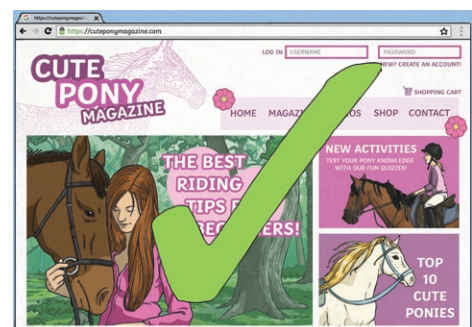 https://cuteponymagazine.com
LOG IN USERNAME PASSWORD
NEW? CREATE AN ACCOUNT!
SHOPPING CART
CUTE
PONY
MAGAZINE
HOME SHOP CONTACT
THE BEST
RIDING
TIPS
NEW ACTIVITIES
TEST YOUR PONY KNOWLEDGE
WITH OUR FUN QUIZZES!
TOP
10
CUTE
PONIES